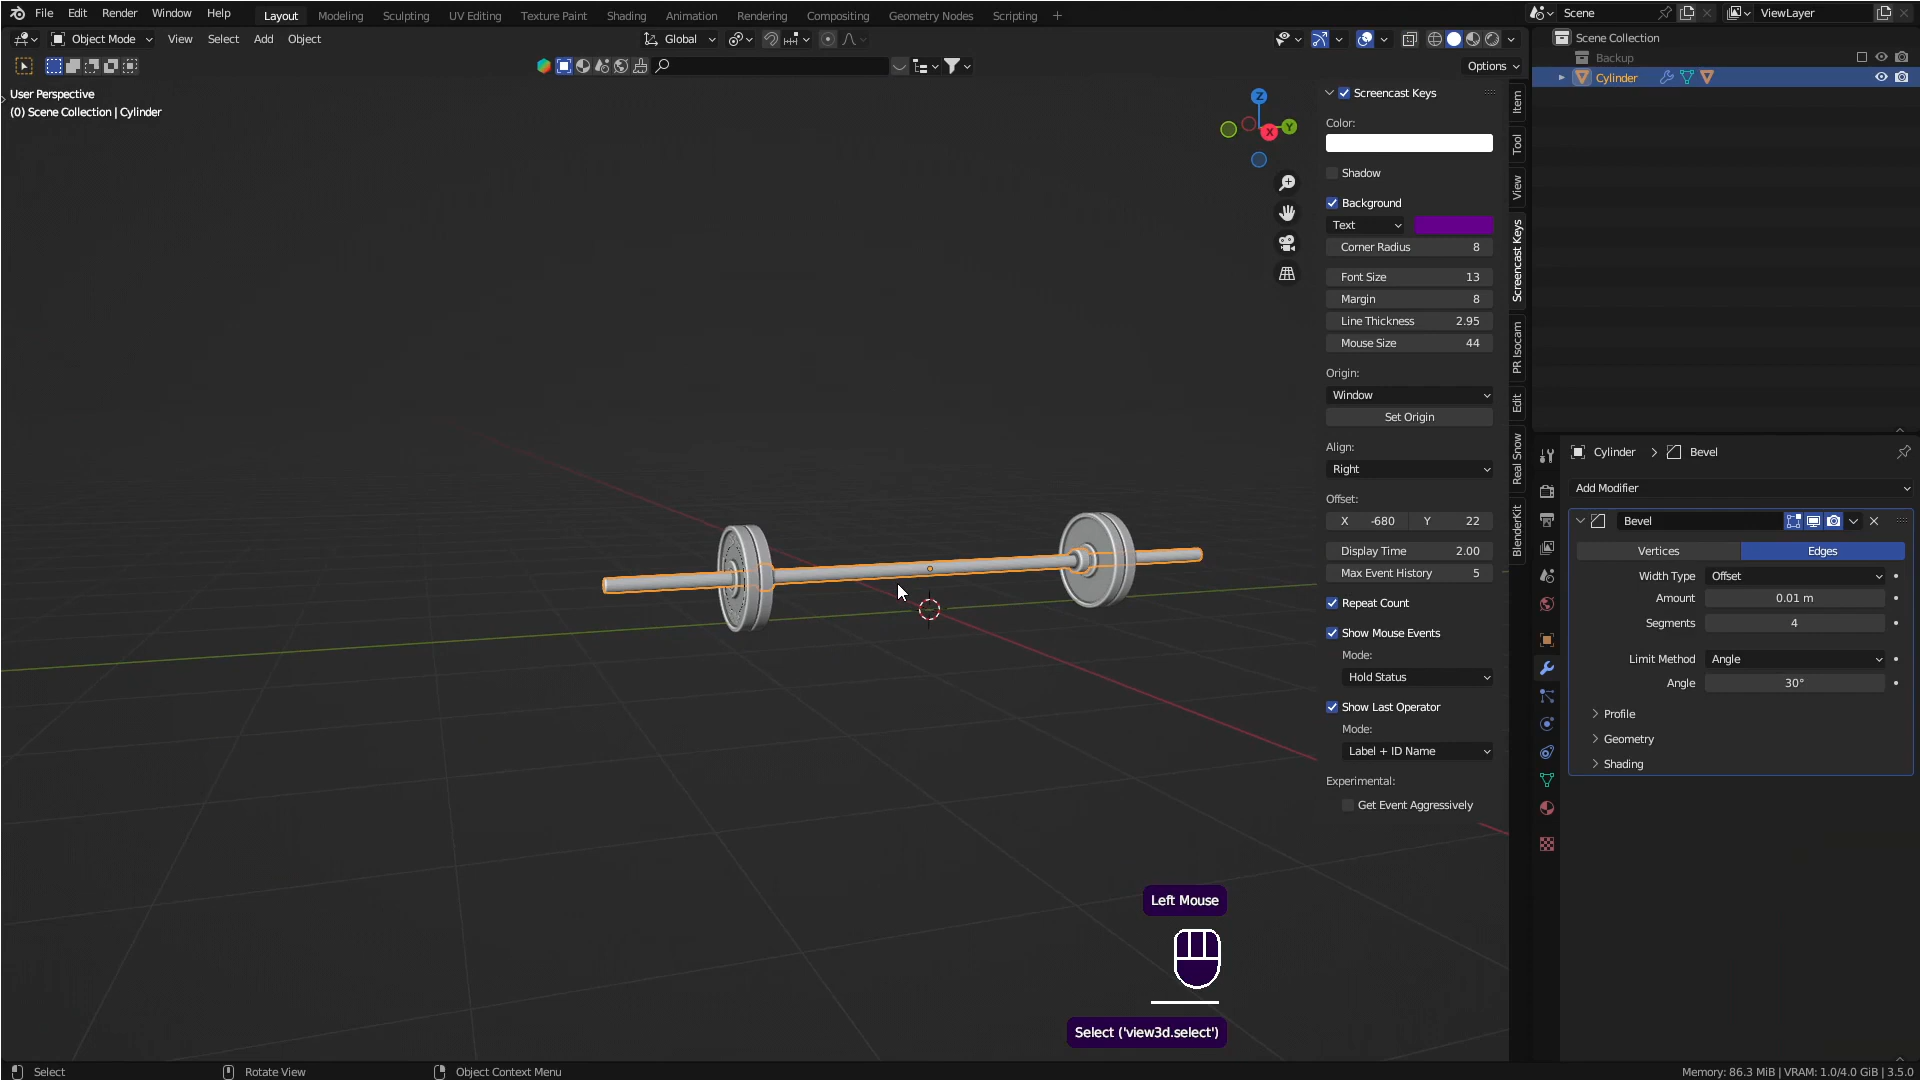 File Edit Render Window Help Layout Modeling Sculpting UV Editing Texture Paint Shading Animation Rendering Compositing Geometry Nodes Scripting + Scene ViewLayer
Object Mode View Select Add Object Global
Options
User Perspective
(0) Scene Collection | Cylinder
Z
Y
X
Screencast Keys
Color:
Shadow
Background
Text
Corner Radius 8
Font Size 13
Margin 8
Line Thickness 2.95
Mouse Size 44
Origin:
Window
Set Origin
Align:
Right
Offset:
X -680 Y 22
Display Time 2.00
Max Event History 5
Repeat Count
Show Mouse Events
Mode:
Hold Status
Show Last Operator
Mode:
Label + ID Name
Experimental:
Get Event Aggressively
Item
Tool
View
Screencast Keys
PR Isocam
Edit
Real Snow
BlenderKit
Scene Collection
Backup
Cylinder
Cylinder > Bevel
Add Modifier
Bevel
Vertices Edges
Width Type Offset
Amount 0.01 m
Segments 4
Limit Method Angle
Angle 30°
Profile
Geometry
Shading
Left Mouse
Select ('view3d.select')
Select Rotate View Object Context Menu Memory: 86.3 MiB | VRAM: 1.0/4.0 GiB | 3.5.0